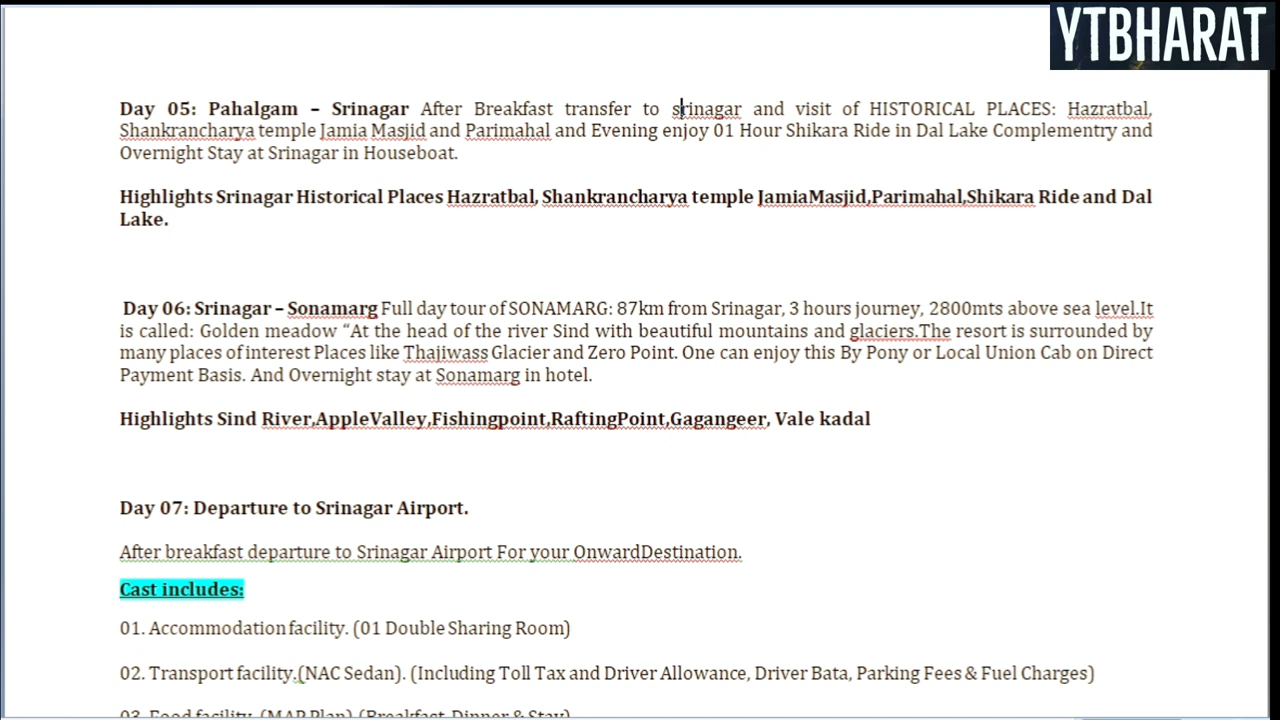 YTBHARAT
Day 05: Pahalgam – Srinagar After Breakfast transfer to srinagar and visit of HISTORICAL PLACES: Hazratbal,
Shankrancharya temple Jamia Masjid and Parimahal and Evening enjoy 01 Hour Shikara Ride in Dal Lake Complementry and
Overnight Stay at Srinagar in Houseboat.
Highlights Srinagar Historical Places Hazratbal, Shankrancharya temple JamiaMasjid,Parimahal,Shikara Ride and Dal
Lake.
Day 06: Srinagar – Sonamarg Full day tour of SONAMARG: 87km from Srinagar, 3 hours journey, 2800mts above sea level.It
is called: Golden meadow “At the head of the river Sind with beautiful mountains and glaciers.The resort is surrounded by
many places of interest Places like Thajiwass Glacier and Zero Point. One can enjoy this By Pony or Local Union Cab on Direct
Payment Basis. And Overnight stay at Sonamarg in hotel.
Highlights Sind River,AppleValley,Fishingpoint,RaftingPoint,Gagangeer, Vale kadal
Day 07: Departure to Srinagar Airport.
After breakfast departure to Srinagar Airport For your OnwardDestination.
Cast includes:
01. Accommodation facility. (01 Double Sharing Room)
02. Transport facility.(NAC Sedan). (Including Toll Tax and Driver Allowance, Driver Bata, Parking Fees & Fuel Charges)
03. Food facility. (MAP Plan) (Breakfast, Dinner & Stay)